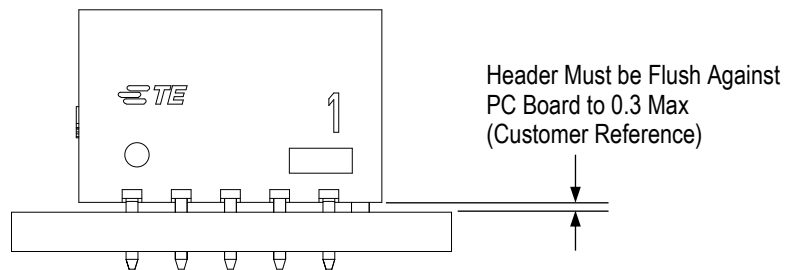 TE
1
Header Must be Flush Against
PC Board to 0.3 Max
(Customer Reference)